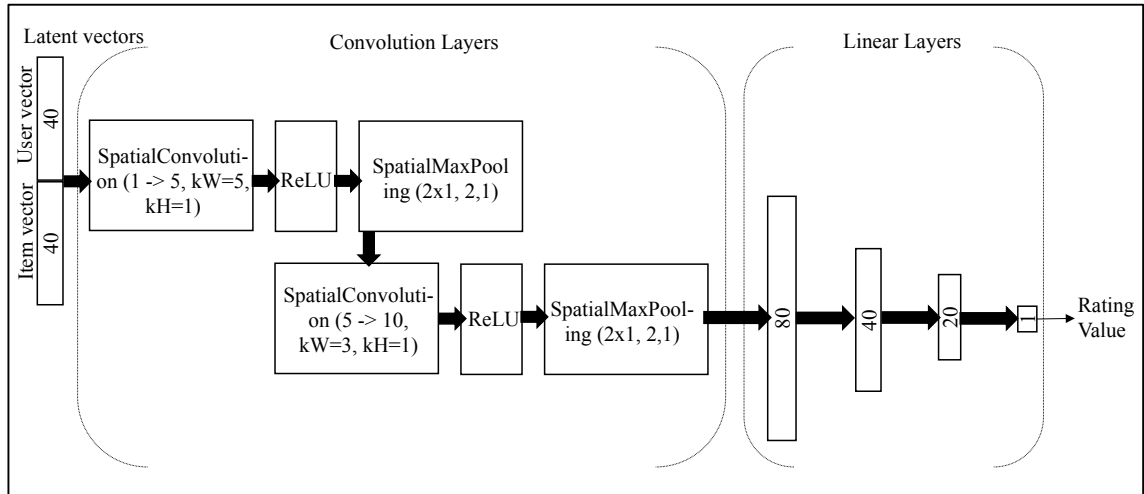 Latent vectors
Convolution Layers
Linear Layers
User vector
40
Item vector
40
SpatialConvoluti-
on (1 -> 5, kW=5,
kH=1)
ReLU
SpatialMaxPool
ing (2x1, 2,1)
SpatialConvoluti-
on (5 -> 10,
kW=3, kH=1)
ReLU
SpatialMaxPool-
ing (2x1, 2,1)
80
40
20
1
Rating
Value